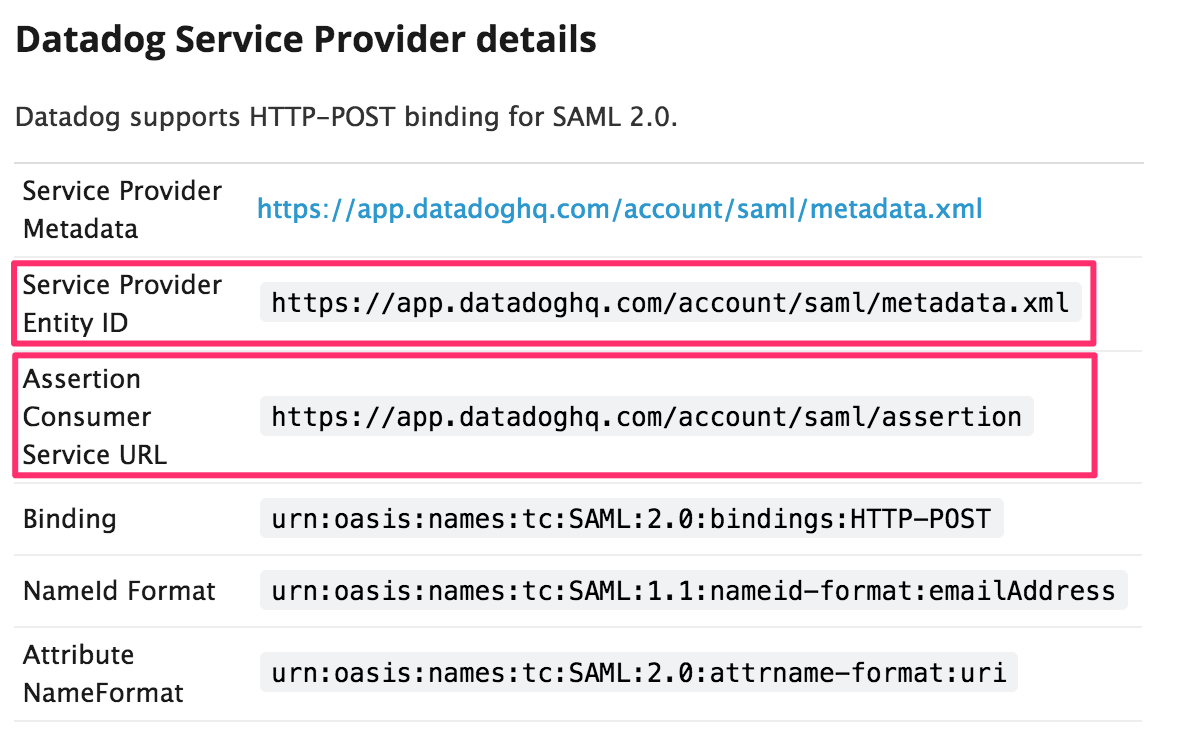 Datadog Service Provider details
Datadog supports HTTP-POST binding for SAML 2.0.
Service Provider
Metadata
https://app.datadoghq.com/account/saml/metadata.xml
Service Provider
Entity ID
https://app.datadoghq.com/account/saml/metadata.xml
Assertion
Consumer
Service URL
https://app.datadoghq.com/account/saml/assertion
Binding
urn:oasis:names:tc:SAML:2.0:bindings:HTTP-POST
NameId Format
urn:oasis:names:tc:SAML:1.1:nameid-format:emailAddress
Attribute
NameFormat
urn:oasis:names:tc:SAML:2.0:attrname-format:uri